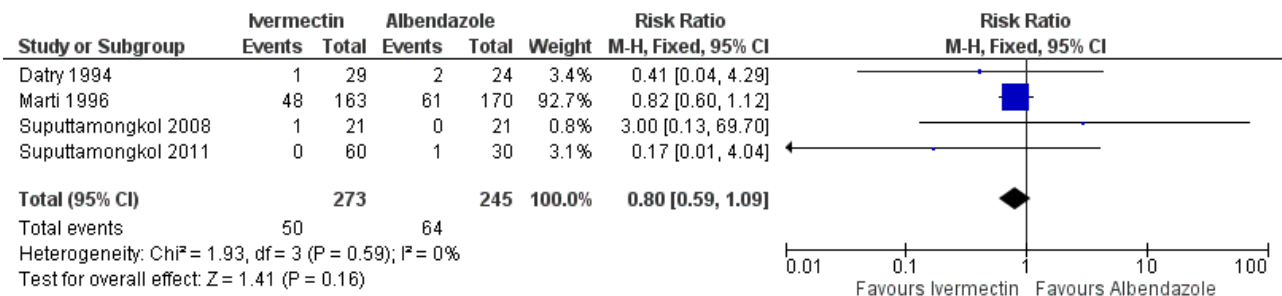 Ivermectin Albendazole Risk Ratio Risk Ratio
Study or Subgroup Events Total Events Total Weight M-H, Fixed, 95% CI M-H, Fixed, 95% CI
Datry 1994 1 29 2 24 3.4% 0.41 [0.04, 4.29]
Marti 1996 48 163 61 170 92.7% 0.82 [0.60, 1.12]
Suputtamongkol 2008 1 21 0 21 0.8% 3.00 [0.13, 69.70]
Suputtamongkol 2011 0 60 1 30 3.1% 0.17 [0.01, 4.04]
Total (95% CI) 273 245 100.0% 0.80 [0.59, 1.09]
Total events 50 64
Heterogeneity: Chi² = 1.93, df = 3 (P = 0.59); I² = 0%
Test for overall effect: Z = 1.41 (P = 0.16)
0.01 0.1 1 10 100
Favours Ivermectin Favours Albendazole